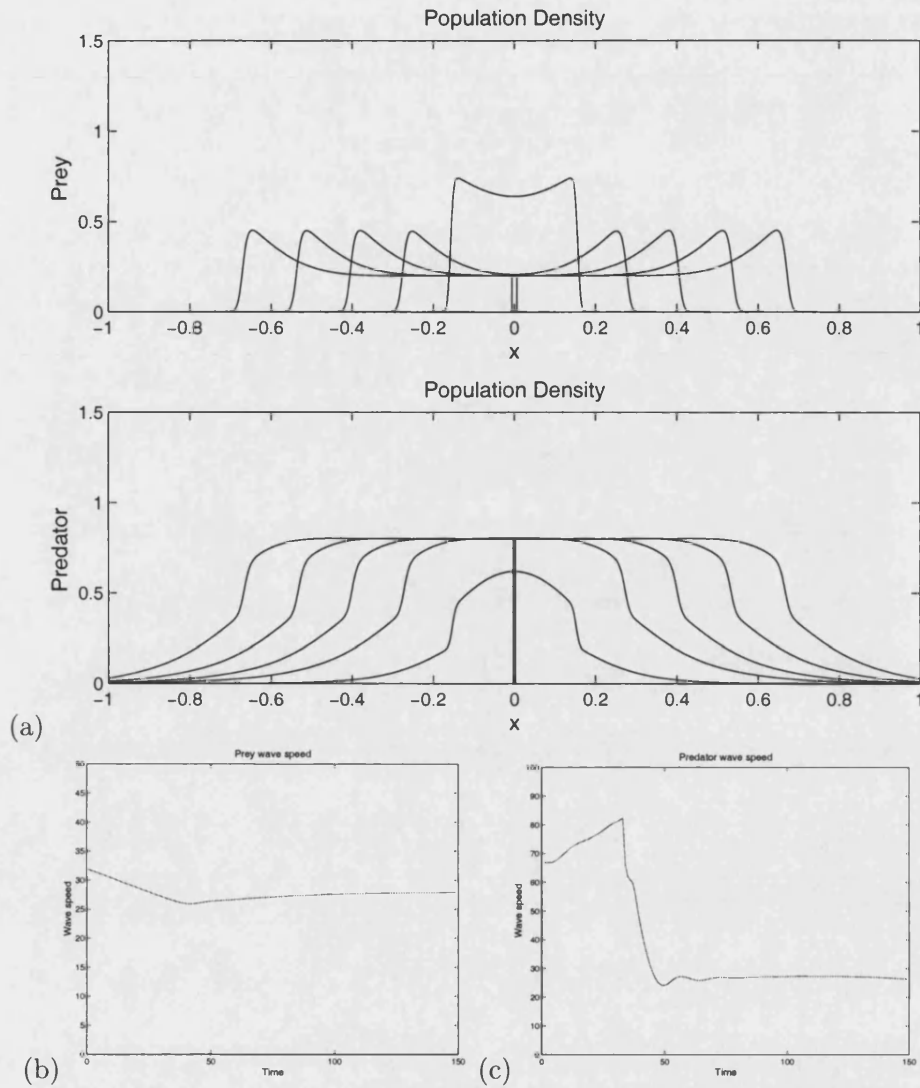 Population Density
1.5
1
0.5
0
Prey
-1 -0.8 -0.6 -0.4 -0.2 0 0.2 0.4 0.6 0.8 1
x
Population Density
1.5
1
0.5
0
Predator
-1 -0.8 -0.6 -0.4 -0.2 0 0.2 0.4 0.6 0.8 1
x
(a)
Prey wave speed
50
45
40
35
30
25
20
15
10
5
0
Wave speed
0 50 100 150
Time
(b)
Predator wave speed
100
90
80
70
60
50
40
30
20
10
0
Wave speed
0 50 100 150
Time
(c)